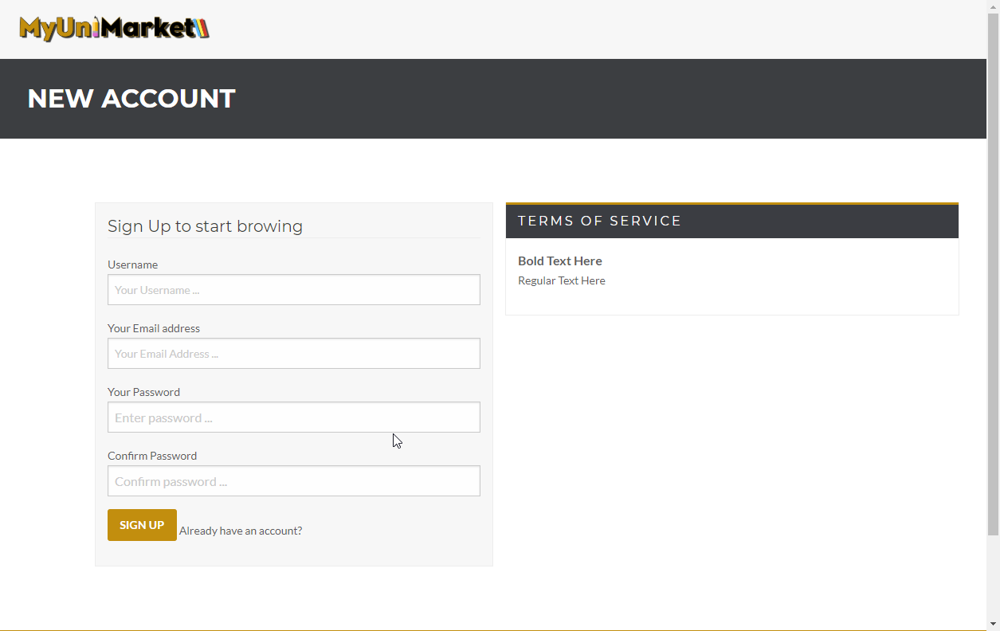 MyUniMarket
NEW ACCOUNT
Sign Up to start browing
Username
Your Username ...
Your Email address
Your Email Address ...
Your Password
Enter password ...
Confirm Password
Confirm password ...
SIGN UP Already have an account?
TERMS OF SERVICE
Bold Text Here
Regular Text Here